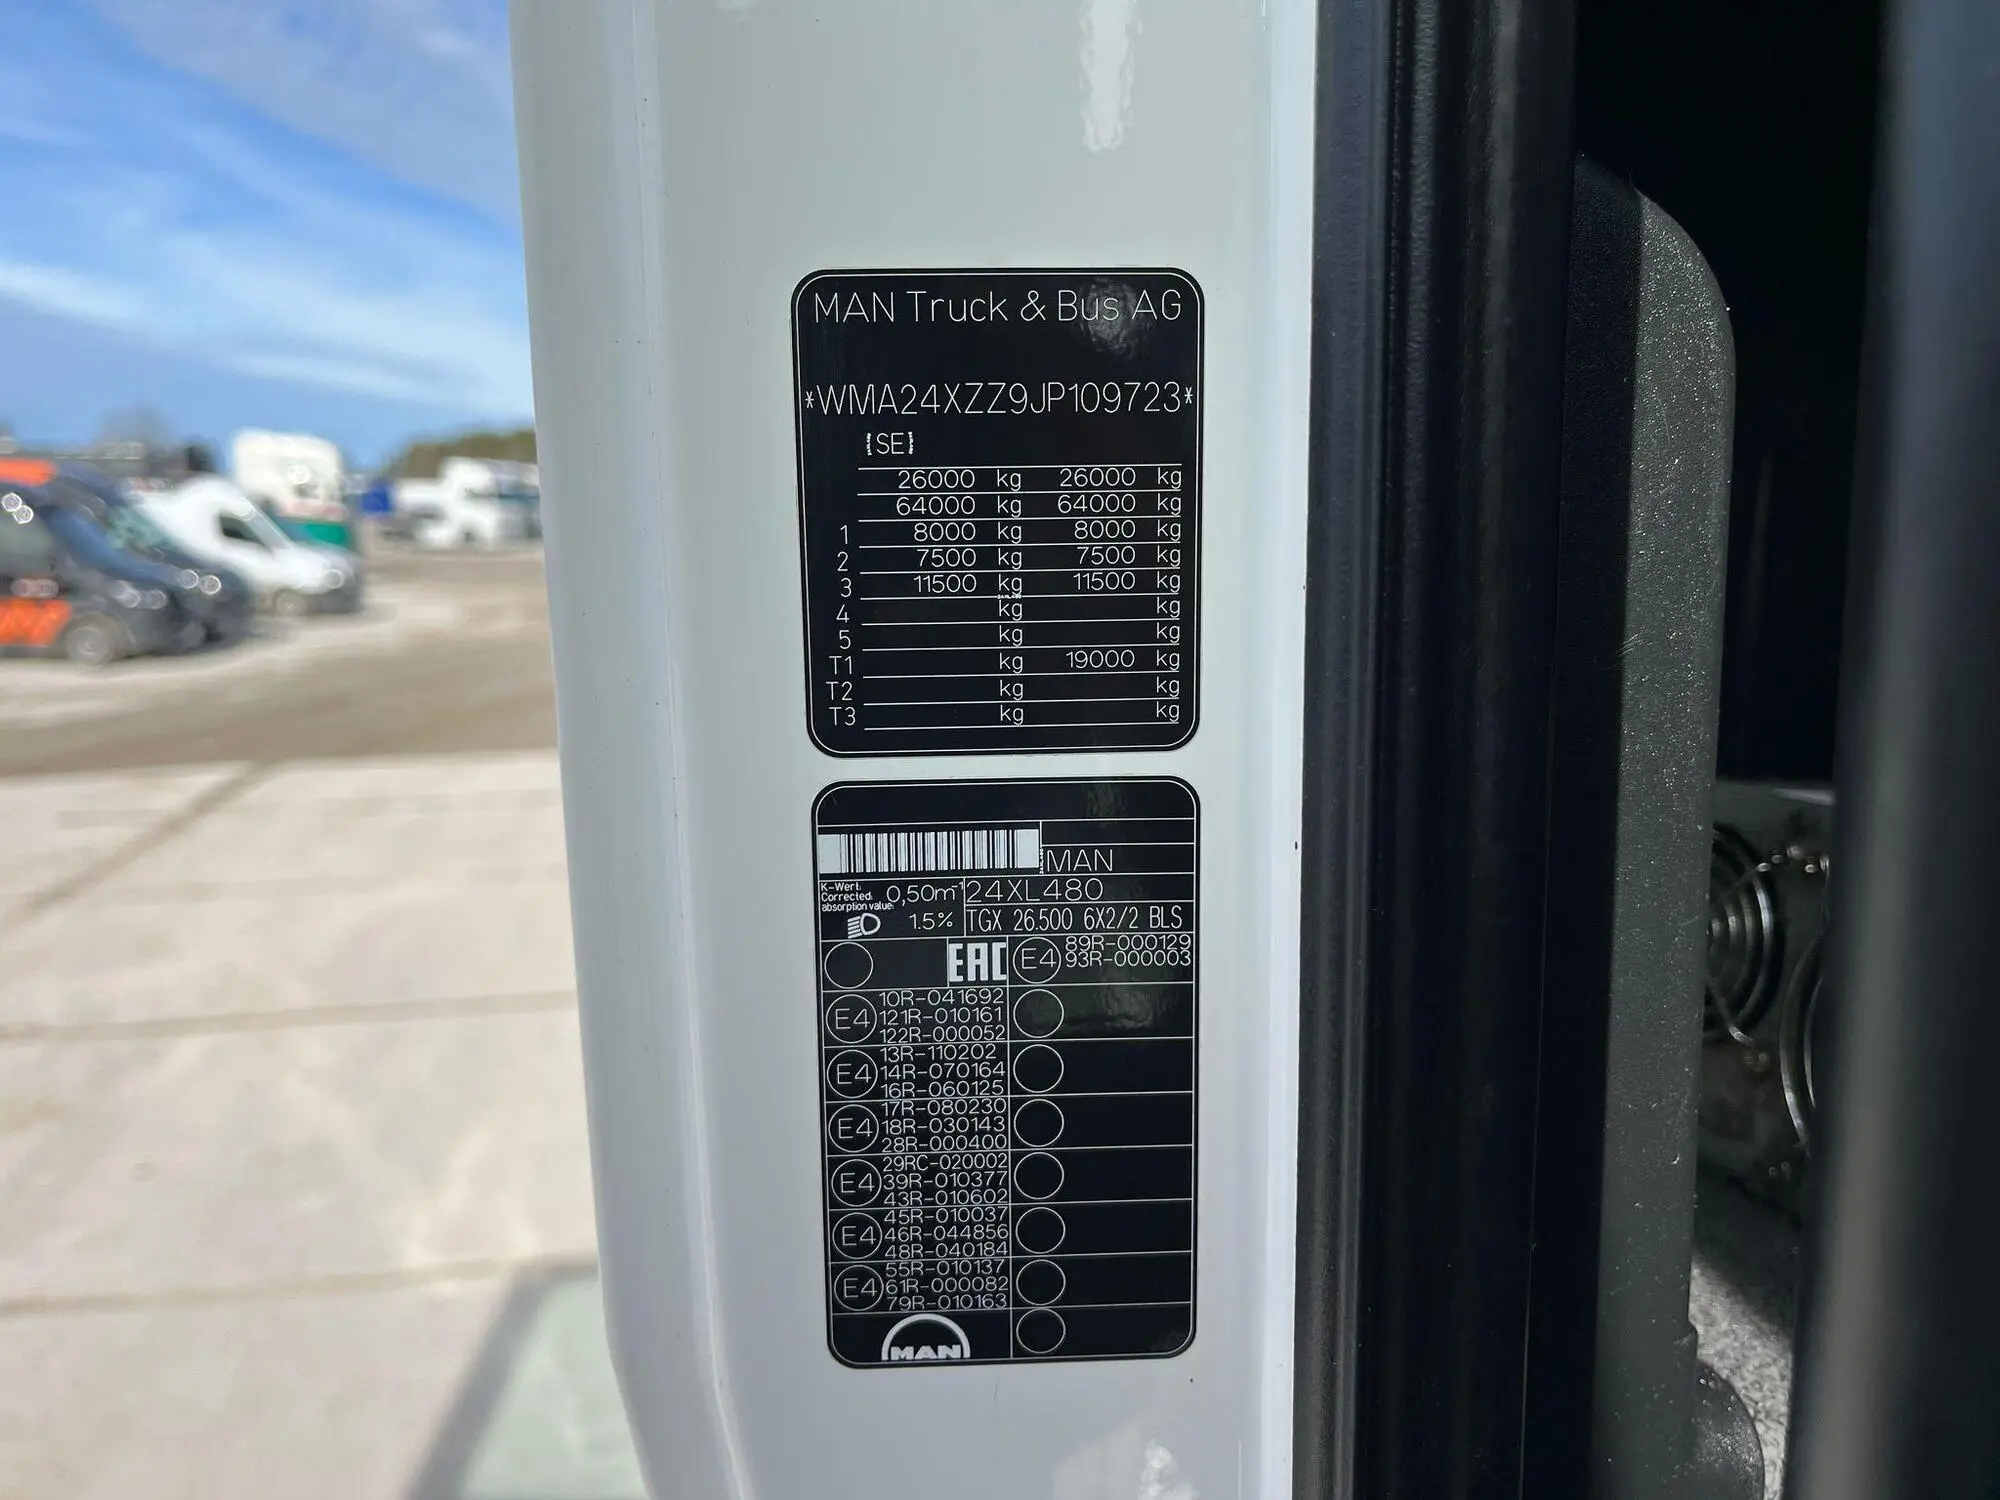 MAN Truck & Bus AG
*WMA24XZZ9JP109723*
SE
26000 kg 26000 kg
64000 kg 64000 kg
1 8000 kg 8000 kg
2 7500 kg 7500 kg
3 11500 kg 11500 kg
4 kg kg
5 kg kg
T1 kg 19000 kg
T2 kg kg
T3 kg kg
MAN
K-Wert:
Corrected
absorption value:
0,50m⁻¹
24XL480
1.5%
TGX 26.500 6X2/2 BLS
EAC
E4
89R-000129
93R-000003
E4
10R-041692
121R-010161
122R-000052
E4
13R-110202
14R-070164
16R-060125
E4
17R-080230
18R-030143
28R-000400
E4
29RC-020002
39R-010377
43R-010602
E4
45R-010037
46R-044856
48R-040184
E4
55R-010137
61R-000082
79R-010163
MAN